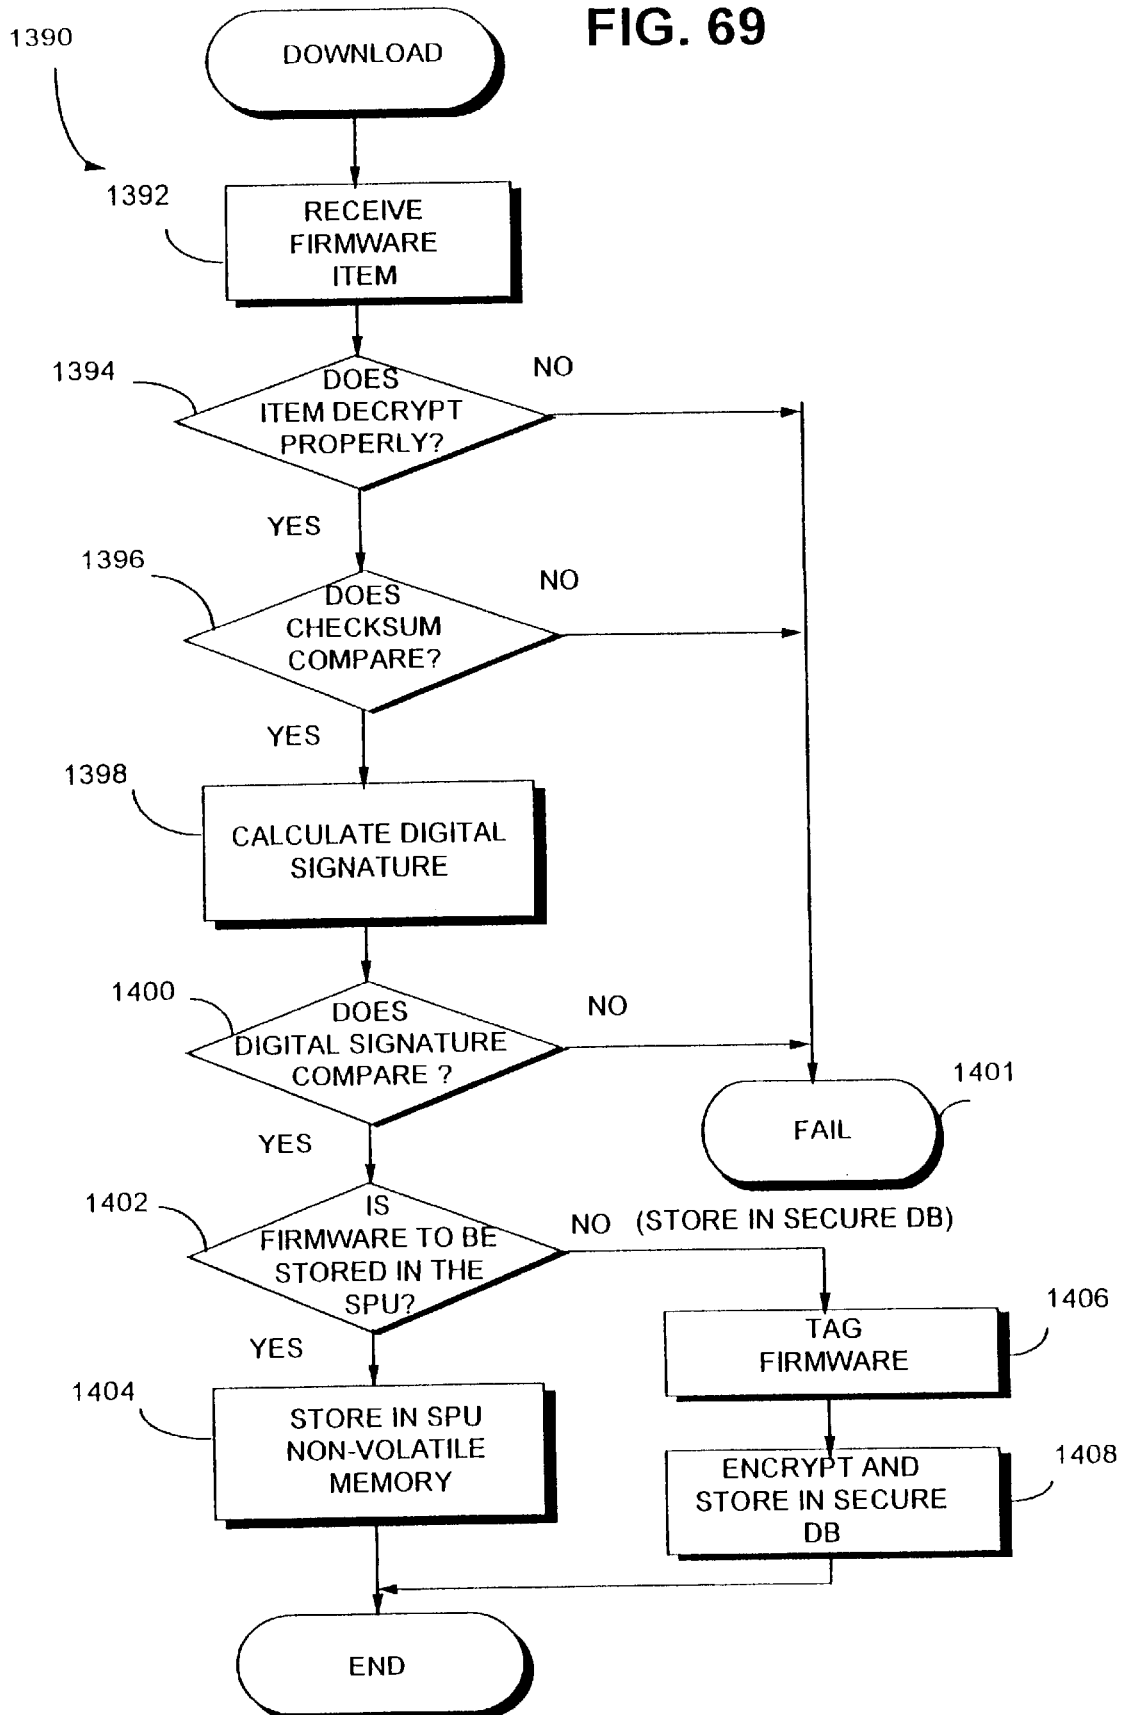 FIG. 69
1390
DOWNLOAD
1392
RECEIVE
FIRMWARE
ITEM
1394
DOES
ITEM DECRYPT
PROPERLY?
NO
YES
1396
DOES
CHECKSUM
COMPARE?
NO
YES
1398
CALCULATE DIGITAL
SIGNATURE
1400
DOES
DIGITAL SIGNATURE
COMPARE ?
NO
1401
FAIL
YES
1402
IS
FIRMWARE TO BE
STORED IN THE
SPU?
NO (STORE IN SECURE DB)
1406
TAG
FIRMWARE
YES
1404
STORE IN SPU
NON-VOLATILE
MEMORY
1408
ENCRYPT AND
STORE IN SECURE
DB
END